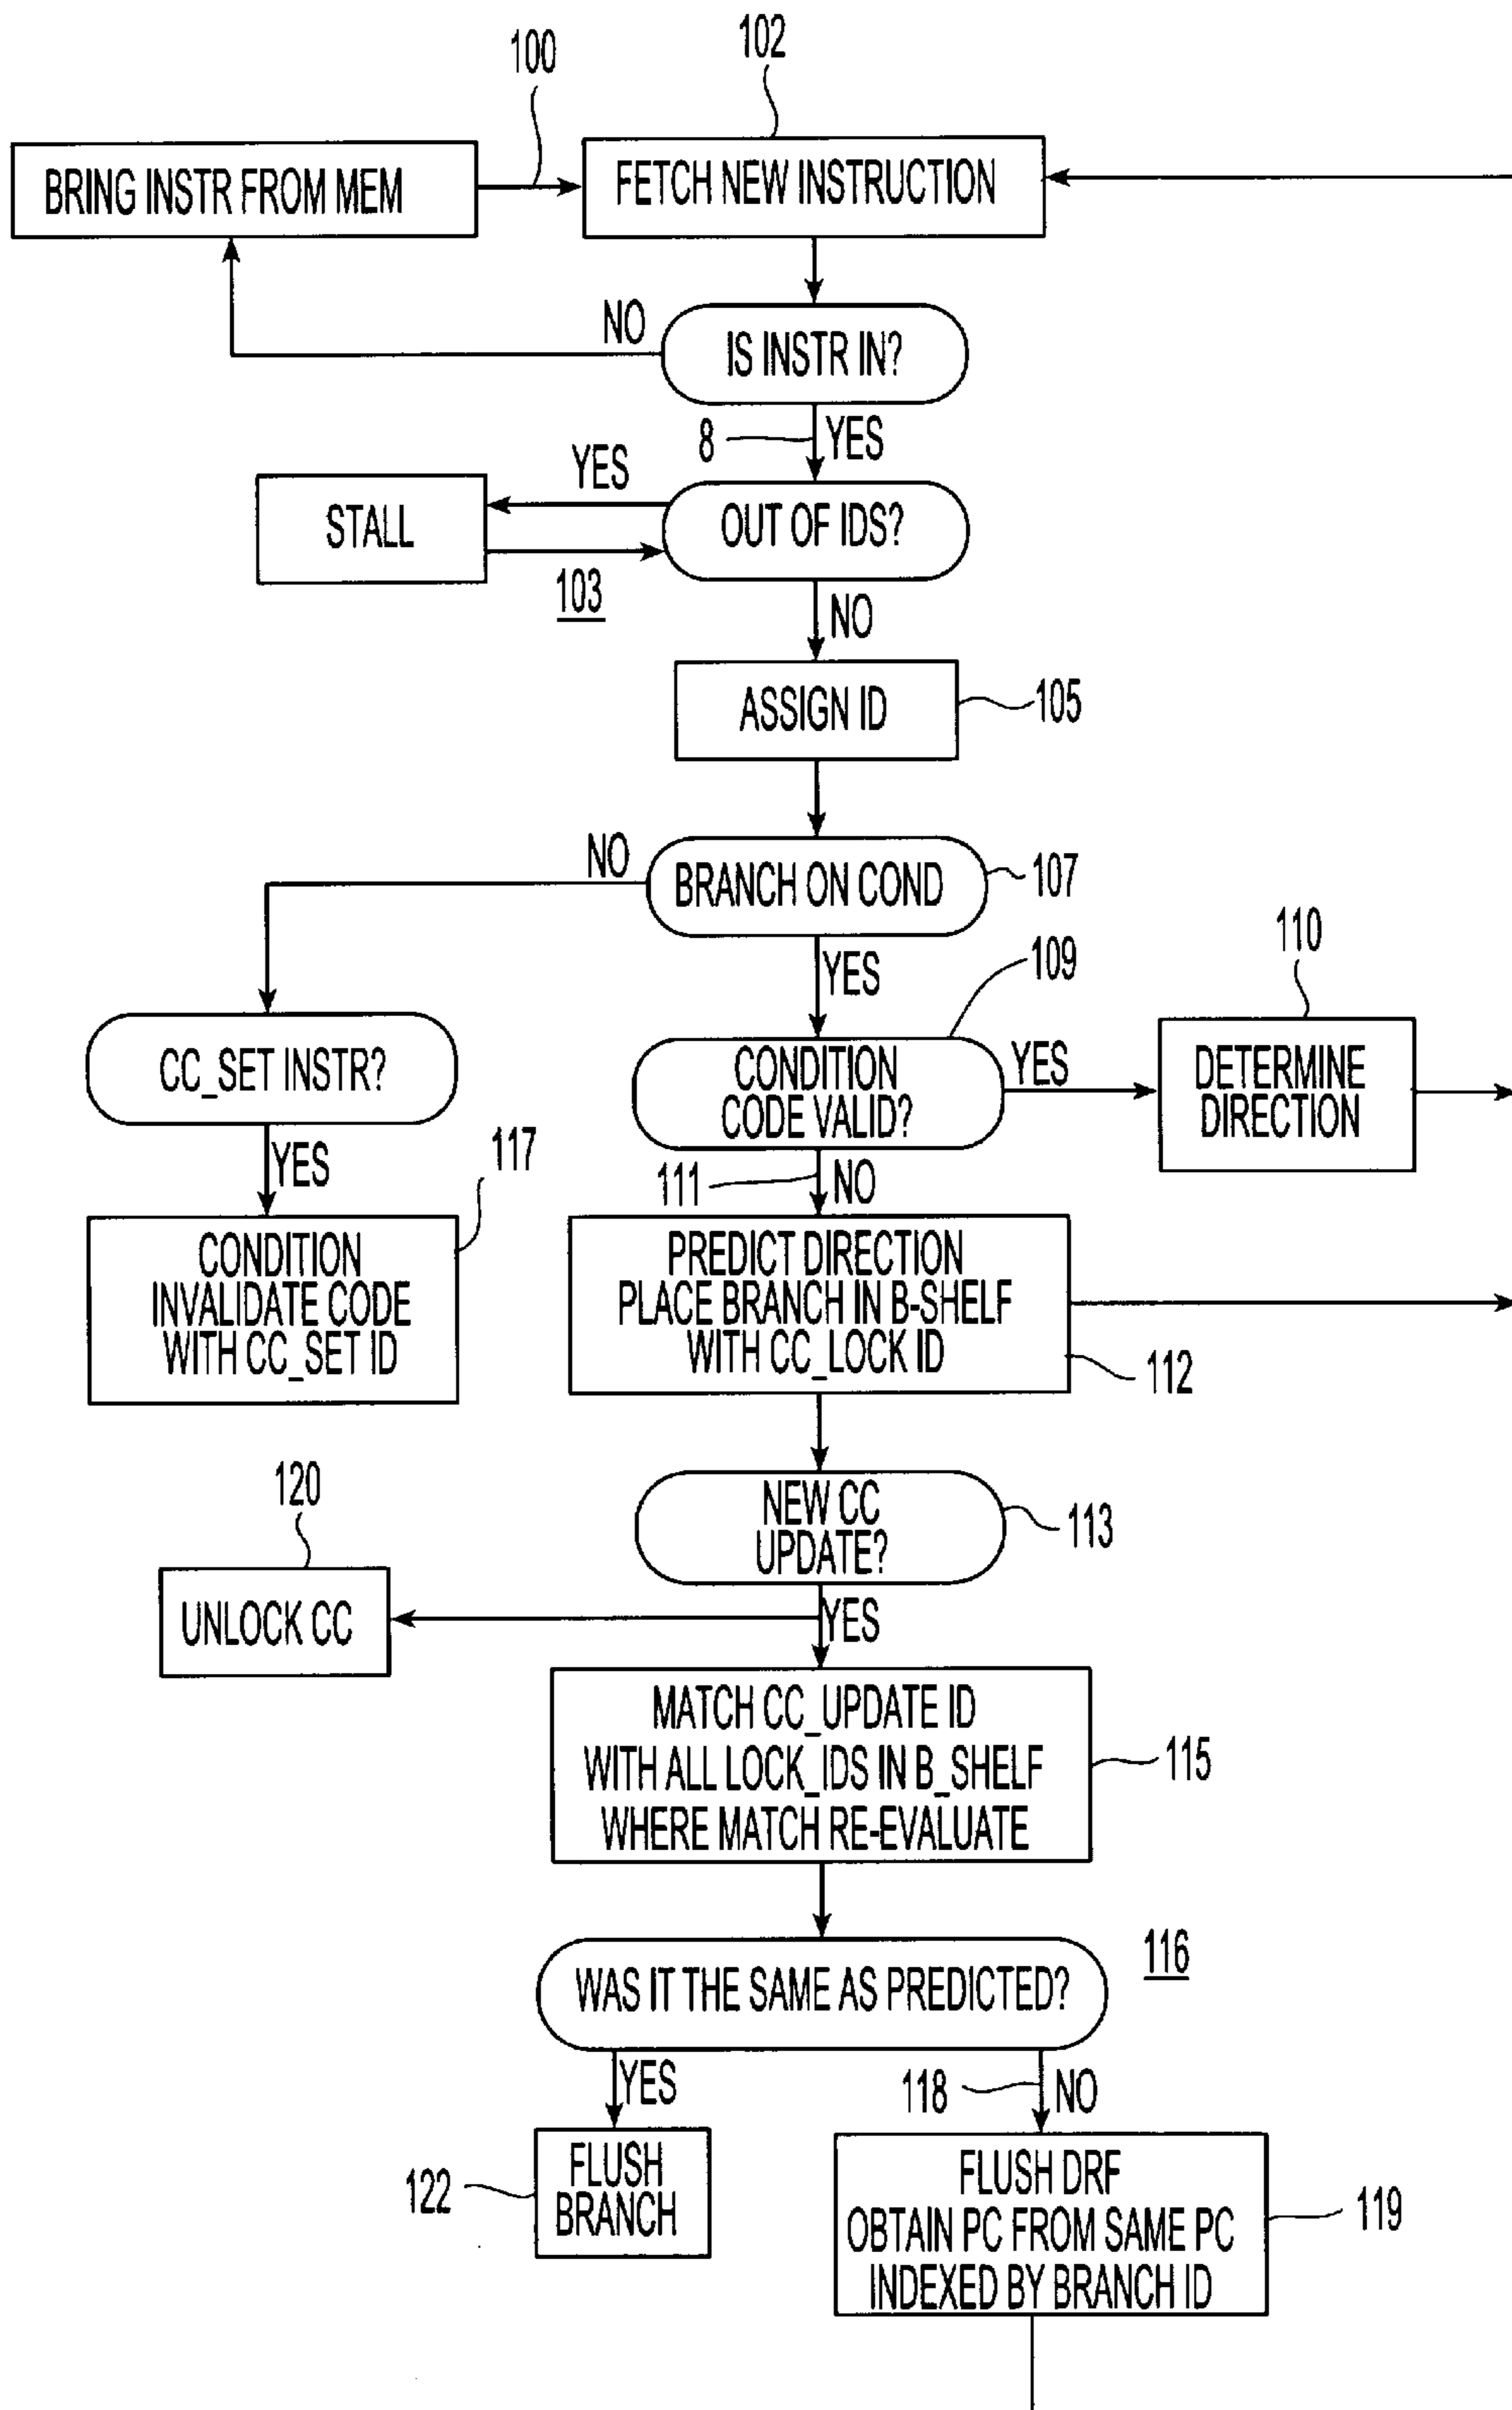 100
102
BRING INSTR FROM MEM
FETCH NEW INSTRUCTION
NO
IS INSTR IN?
8
YES
YES
STALL
OUT OF IDS?
103
NO
ASSIGN ID
105
NO
BRANCH ON COND
107
YES
109
110
CC_SET INSTR?
CONDITION
CODE VALID?
YES
DETERMINE
DIRECTION
YES
117
111
NO
CONDITION
INVALIDATE CODE
WITH CC_SET ID
PREDICT DIRECTION
PLACE BRANCH IN B-SHELF
WITH CC_LOCK ID
112
120
NEW CC
UPDATE?
113
UNLOCK CC
YES
MATCH CC_UPDATE ID
WITH ALL LOCK_IDS IN B_SHELF
WHERE MATCH RE-EVALUATE
115
116
WAS IT THE SAME AS PREDICTED?
YES
118
NO
122
FLUSH
BRANCH
FLUSH DRF
OBTAIN PC FROM SAME PC
INDEXED BY BRANCH ID
119